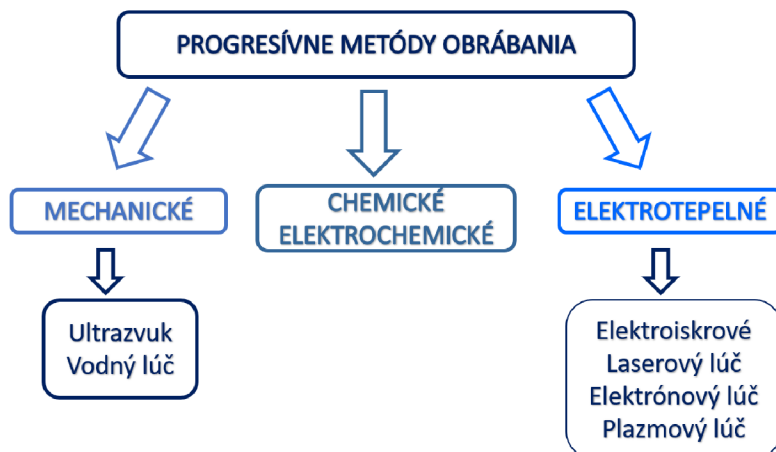 PROGRESÍVNE METÓDY OBRÁBANIA
MECHANICKÉ
CHEMICKÉ
ELEKTROCHEMICKÉ
ELEKTROTEPELNÉ
Ultrazvuk
Vodný lúč
Elektroiskrové
Laserový lúč
Elektrónový lúč
Plazmový lúč